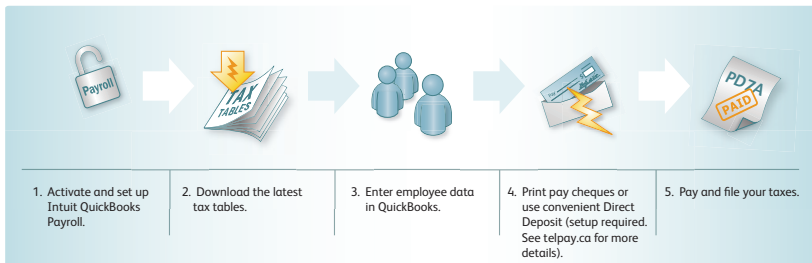 Payroll
TAX
TABLES
Pay
PD7A
PAID
1. Activate and set up
Intuit QuickBooks
Payroll.
2. Download the latest
tax tables.
3. Enter employee data
in QuickBooks.
4. Print pay cheques or
use convenient Direct
Deposit (setup required.
See telpay.ca for more
details).
5. Pay and file your taxes.